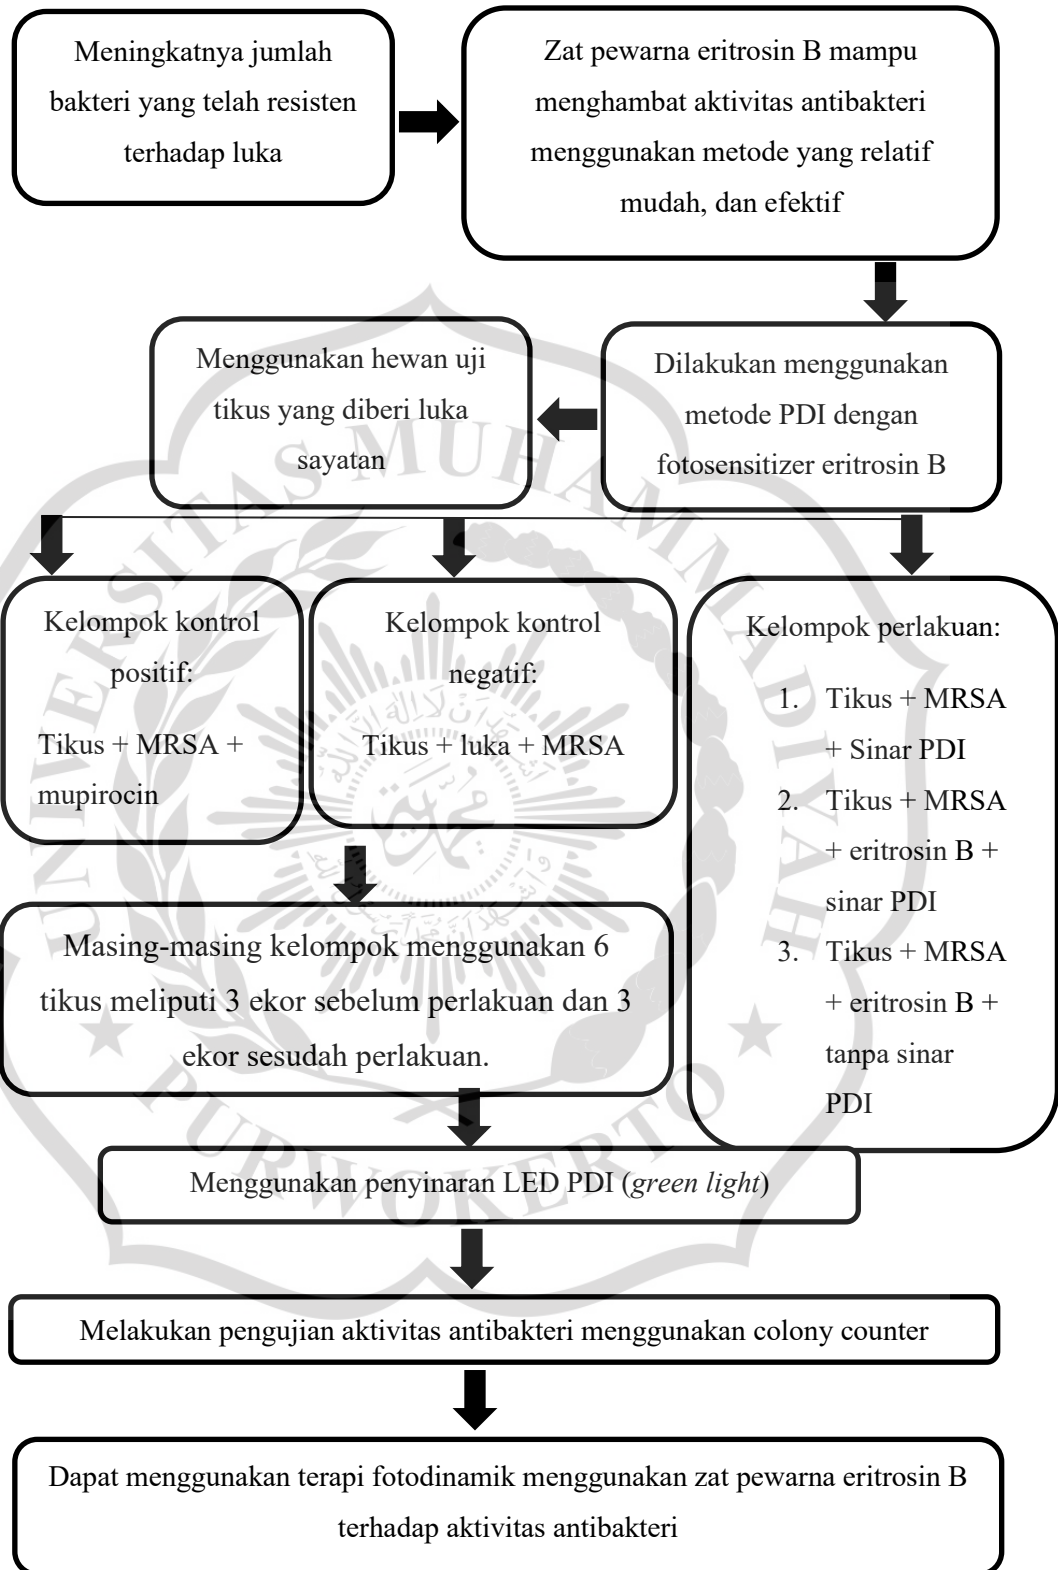 Meningkatnya jumlah
bakteri yang telah resisten
terhadap luka
Zat pewarna eritrosin B mampu
menghambat aktivitas antibakteri
menggunakan metode yang relatif
mudah, dan efektif
Dilakukan menggunakan
metode PDI dengan
fotosensitizer eritrosin B
Menggunakan hewan uji
tikus yang diberi luka
sayatan
Kelompok kontrol
positif:
Tikus + MRSA +
mupirocin
Kelompok kontrol
negatif:
Tikus + luka + MRSA
Kelompok perlakuan:
1. Tikus + MRSA
+ Sinar PDI
2. Tikus + MRSA
+ eritrosin B +
sinar PDI
3. Tikus + MRSA
+ eritrosin B +
tanpa sinar
PDI
Masing-masing kelompok menggunakan 6
tikus meliputi 3 ekor sebelum perlakuan dan 3
ekor sesudah perlakuan.
Menggunakan penyinaran LED PDI (green light)
Melakukan pengujian aktivitas antibakteri menggunakan colony counter
Dapat menggunakan terapi fotodinamik menggunakan zat pewarna eritrosin B
terhadap aktivitas antibakteri
UNIVERSITAS MUHAMMADIYAH
PURWOKERTO